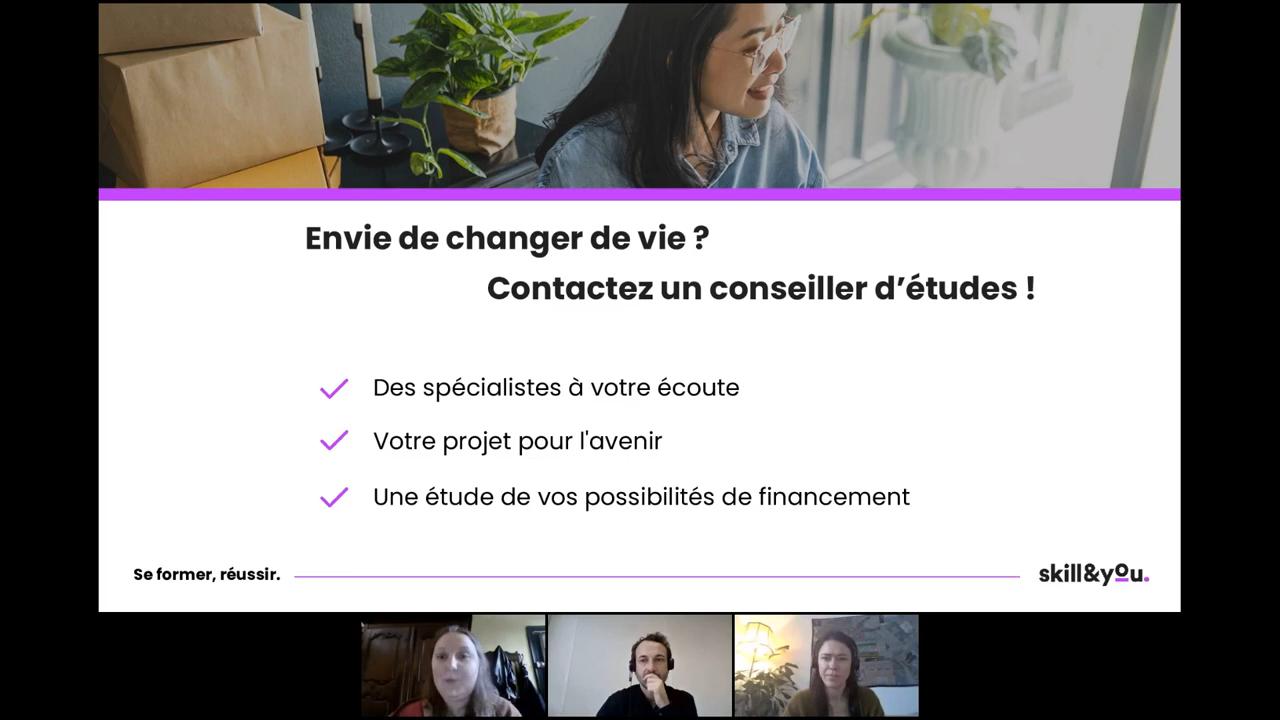 Envie de changer de vie ?
Contactez un conseiller d’études !
Des spécialistes à votre écoute
Votre projet pour l'avenir
Une étude de vos possibilités de financement
Se former, réussir.
skill&you.